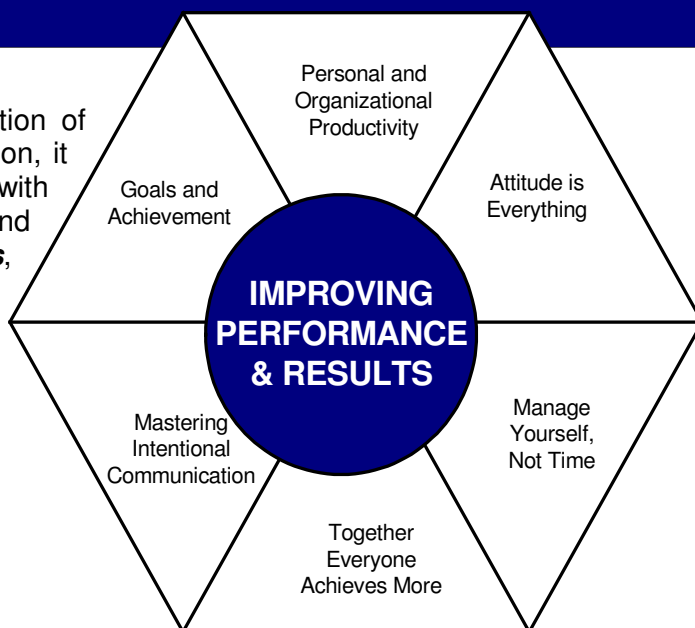 tion of
on, it
with
nd
s,
Personal and
Organizational
Productivity
Goals and
Achievement
Attitude is
Everything
IMPROVING
PERFORMANCE
& RESULTS
Mastering
Intentional
Communication
Manage
Yourself,
Not Time
Together
Everyone
Achieves More